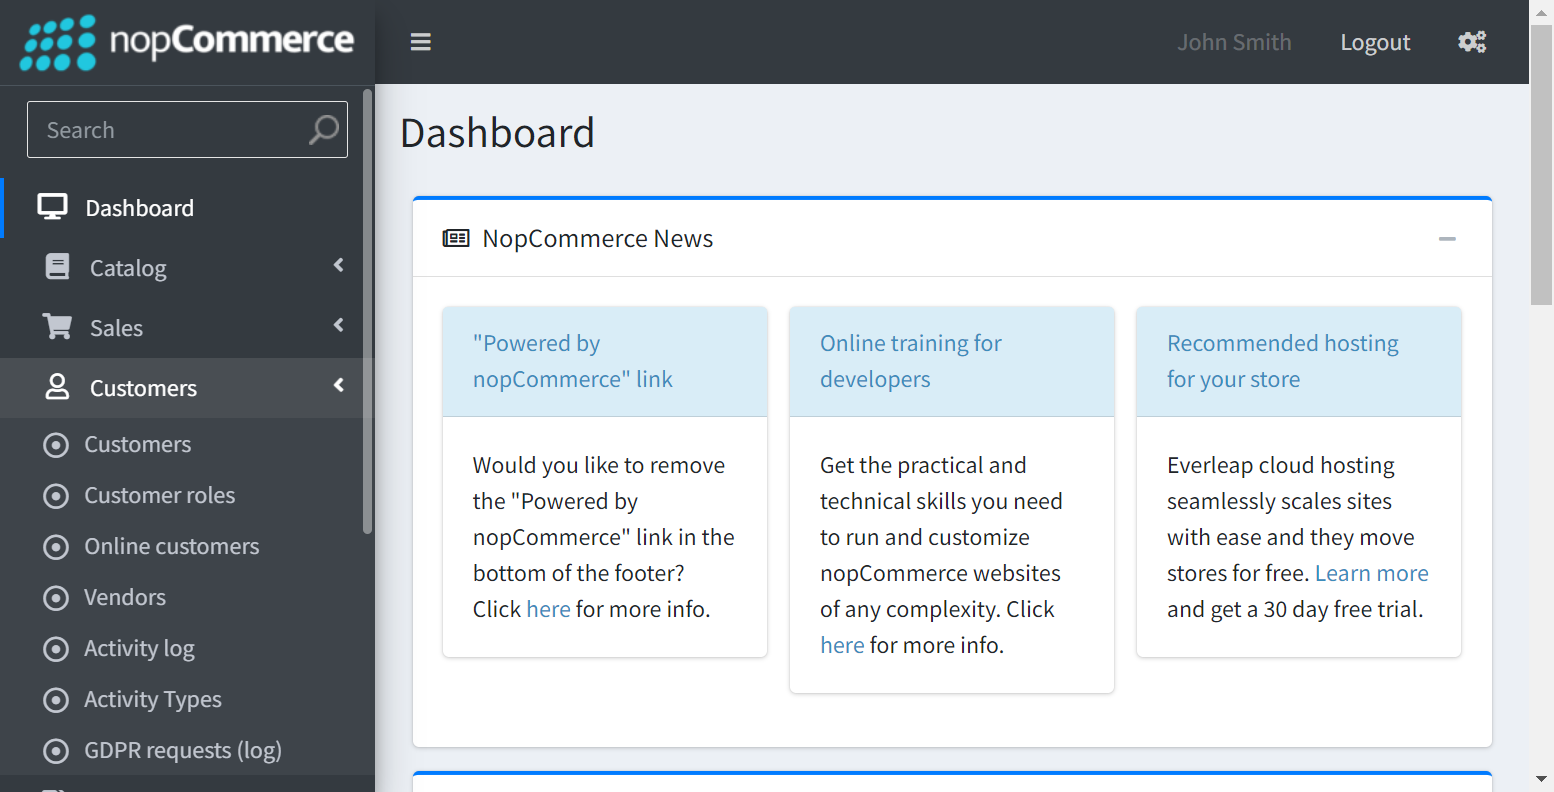 nopCommerce
John Smith
Logout
Search
Dashboard
Catalog
Sales
Customers
Customers
Customer roles
Online customers
Vendors
Activity log
Activity Types
GDPR requests (log)
Dashboard
NopCommerce News
"Powered by
nopCommerce" link
Would you like to remove
the "Powered by
nopCommerce" link in the
bottom of the footer?
Click here for more info.
Online training for
developers
Get the practical and
technical skills you need
to run and customize
nopCommerce websites
of any complexity. Click
here for more info.
Recommended hosting
for your store
Everleap cloud hosting
seamlessly scales sites
with ease and they move
stores for free. Learn more
and get a 30 day free trial.